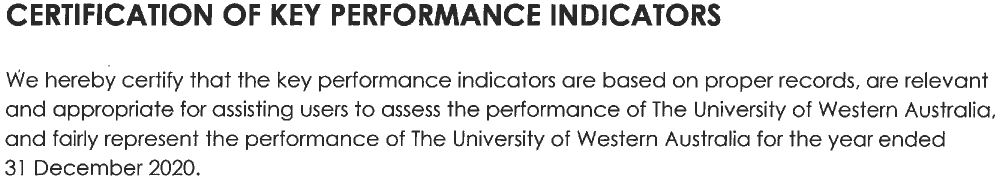 CERTIFICATION OF KEY PERFORMANCE INDICATORS
We hereby certify that the key performance indicators are based on proper records, are relevant
and appropriate for assisting users to assess the performance of The University of Western Australia,
and fairly represent the performance of The University of Western Australia for the year ended
31 December 2020.